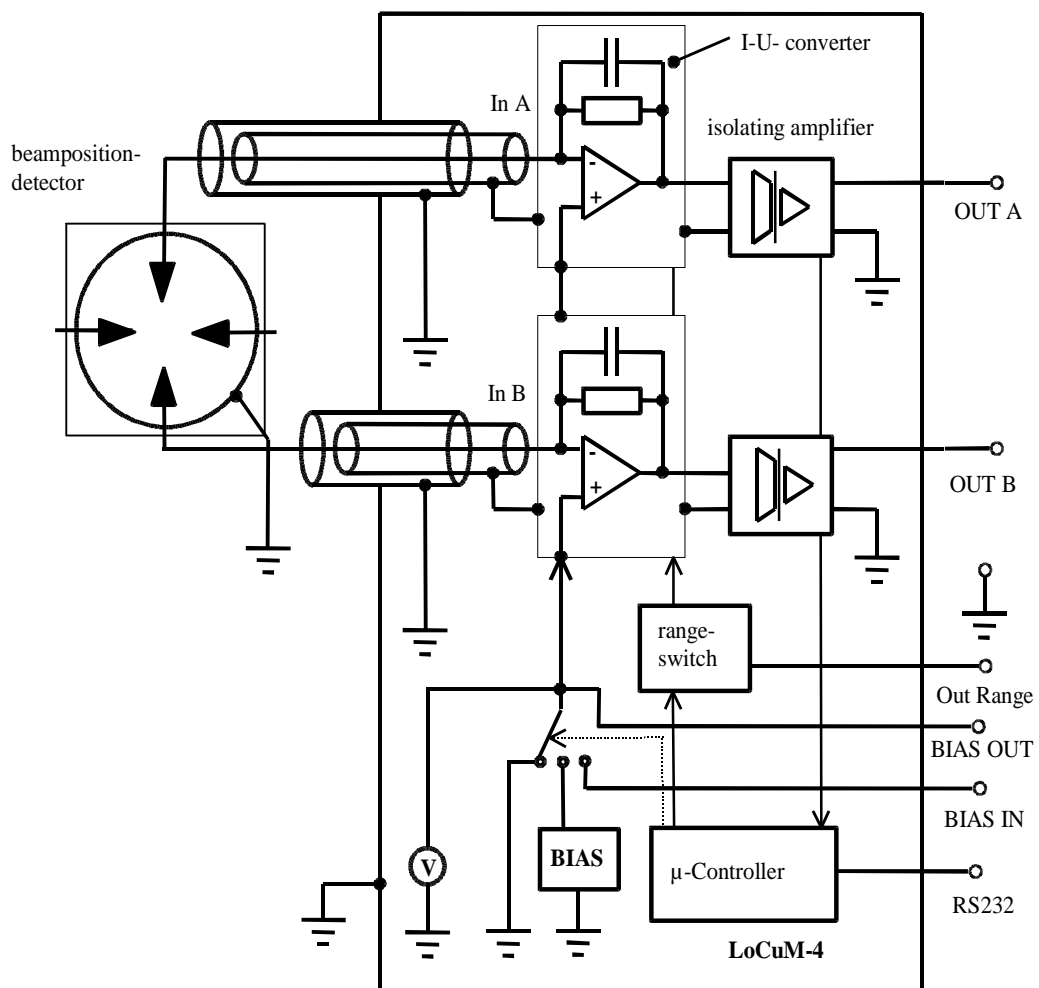 I-U- converter
In A
isolating amplifier
beamposition-
detector
-
+
OUT A
In B
-
+
OUT B
range-
switch
Out Range
BIAS OUT
BIAS IN
BIAS
V
µ-Controller
RS232
LoCuM-4